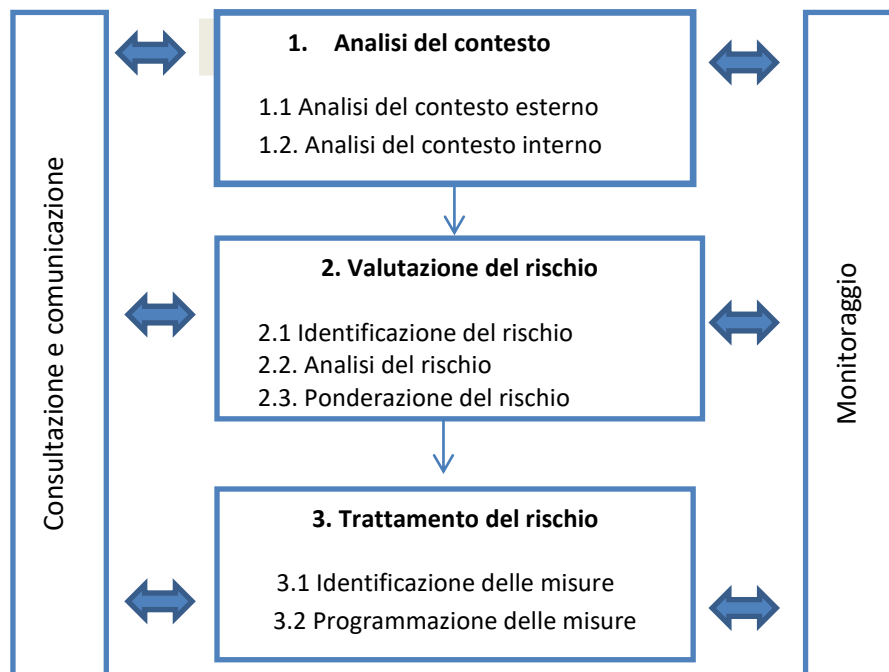 Consultazione e comunicazione
1. Analisi del contesto
1.1 Analisi del contesto esterno
1.2. Analisi del contesto interno
2. Valutazione del rischio
2.1 Identificazione del rischio
2.2. Analisi del rischio
2.3. Ponderazione del rischio
3. Trattamento del rischio
3.1 Identificazione delle misure
3.2 Programmazione delle misure
Monitoraggio